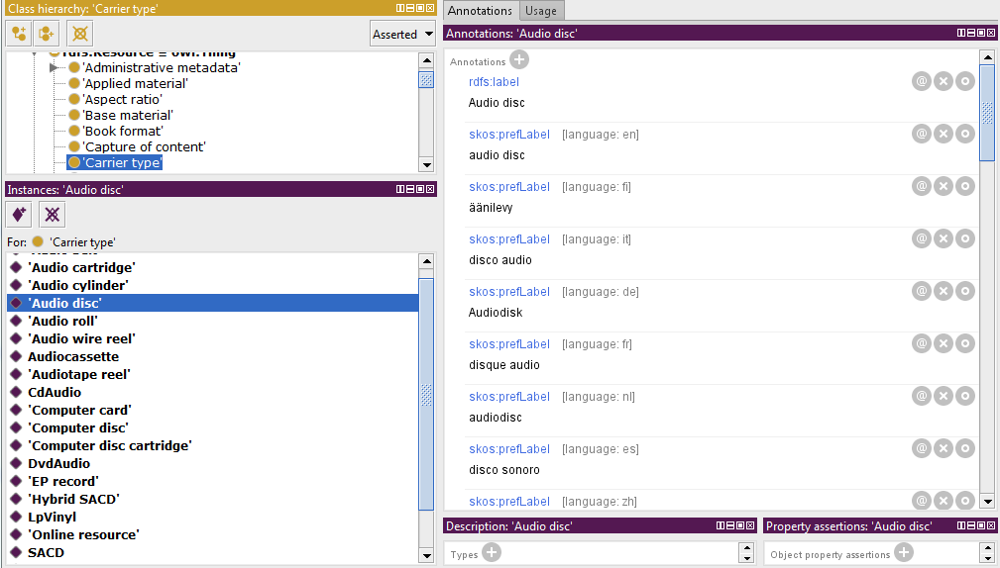 Class hierarchy: 'Carrier type'
Asserted
rdfs:Resource = owl:Thing
'Administrative metadata'
'Applied material'
'Aspect ratio'
'Base material'
'Book format'
'Capture of content'
'Carrier type'
Instances: 'Audio disc'
For: 'Carrier type'
'Audio cartridge'
'Audio cylinder'
'Audio disc'
'Audio roll'
'Audio wire reel'
Audiocassette
'Audiotape reel'
CdAudio
'Computer card'
'Computer disc'
'Computer disc cartridge'
DvdAudio
'EP record'
'Hybrid SACD'
LpVinyl
'Online resource'
SACD
Annotations Usage
Annotations: 'Audio disc'
Annotations
rdfs:label
Audio disc
skos:prefLabel [language: en]
audio disc
skos:prefLabel [language: fi]
äänilevy
skos:prefLabel [language: it]
disco audio
skos:prefLabel [language: de]
Audiodisk
skos:prefLabel [language: fr]
disque audio
skos:prefLabel [language: nl]
audiodisc
skos:prefLabel [language: es]
disco sonoro
skos:prefLabel [language: zh]
Description: 'Audio disc'
Types
Property assertions: 'Audio disc'
Object property assertions